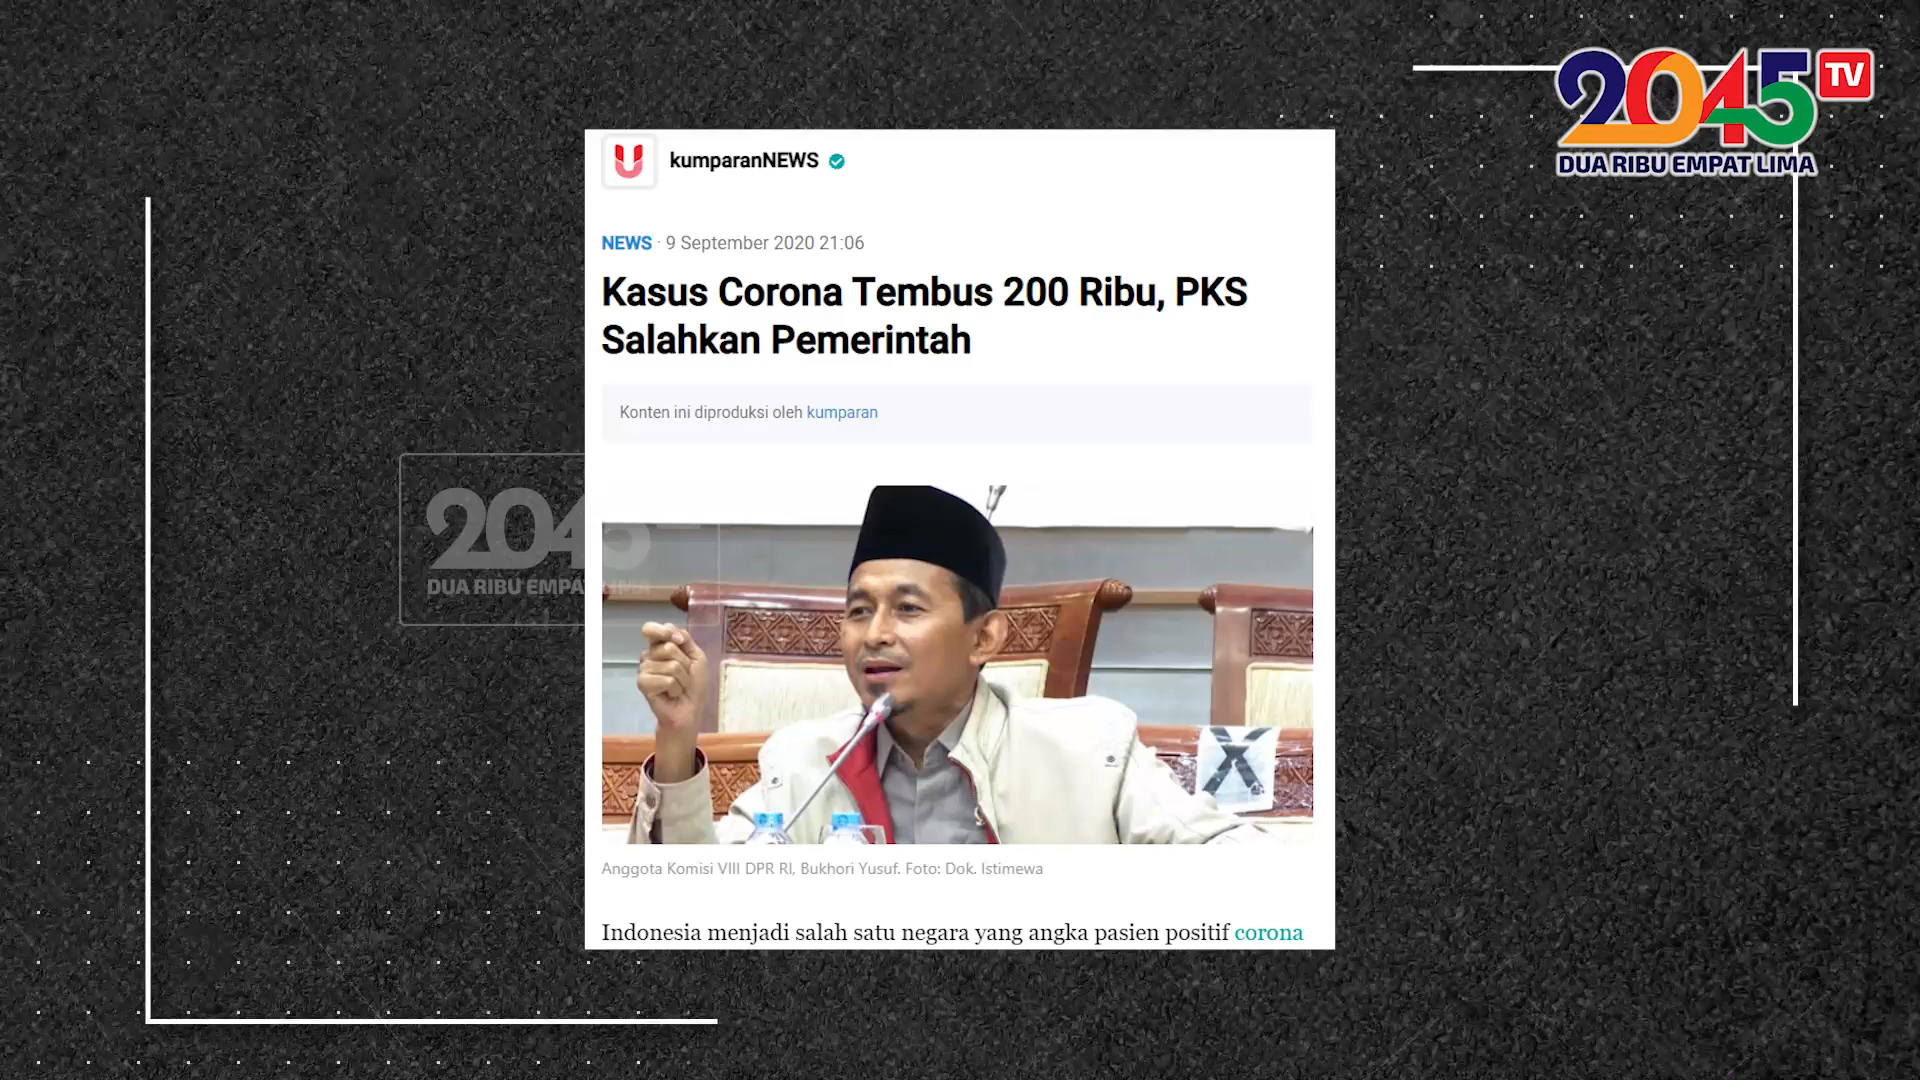 2045 TV
DUA RIBU EMPAT LIMA
kumparanNEWS
NEWS · 9 September 2020 21:06
Kasus Corona Tembus 200 Ribu, PKS
Salahkan Pemerintah
Konten ini diproduksi oleh kumparan
2045
DUA RIBU EMPAT LIMA
Anggota Komisi VIII DPR RI, Bukhori Yusuf. Foto: Dok. Istimewa
Indonesia menjadi salah satu negara yang angka pasien positif corona